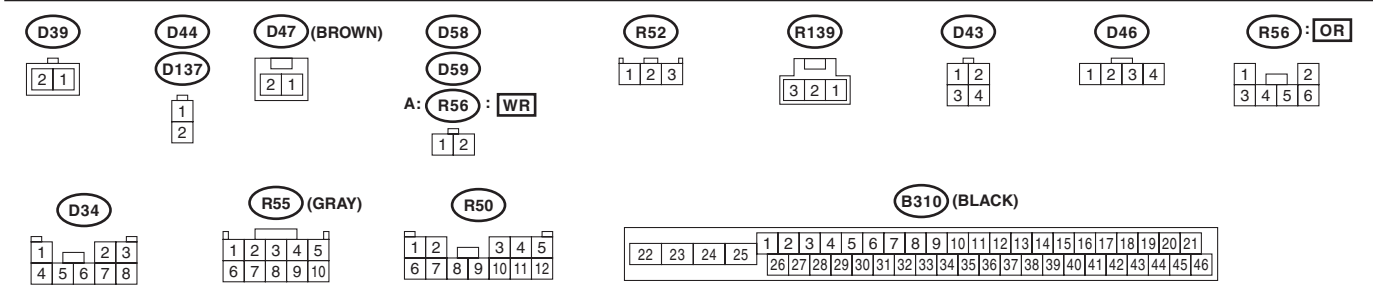 D39
2 1
D44
D137
1
2
D47 (BROWN)
2 1
D58
D59
A: R56 : WR
1 2
R52
1 2 3
R139
3 2 1
D43
1 2
3 4
D46
1 2 3 4
R56 : OR
1 2
3 4 5 6
D34
1 2 3
4 5 6 7 8
R55 (GRAY)
1 2 3 4 5
6 7 8 9 10
R50
1 2 3 4 5
6 7 8 9 10 11 12
B310 (BLACK)
22 23 24 25
1 2 3 4 5 6 7 8 9 10 11 12 13 14 15 16 17 18 19 20 21
26 27 28 29 30 31 32 33 34 35 36 37 38 39 40 41 42 43 44 45 46